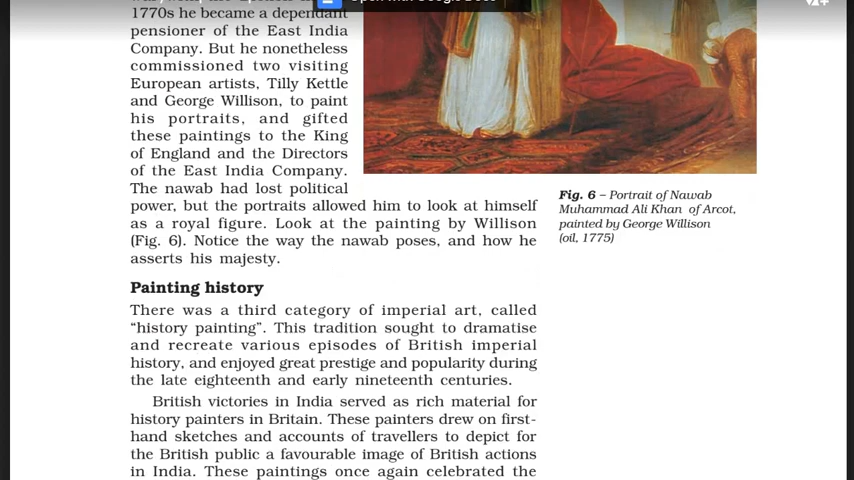 1770s he became a dependant
pensioner of the East India
Company. But he nonetheless
commissioned two visiting
European artists, Tilly Kettle
and George Willison, to paint
his portraits, and gifted
these paintings to the King
of England and the Directors
of the East India Company.
The nawab had lost political
power, but the portraits allowed him to look at himself
as a royal figure. Look at the painting by Willison
(Fig. 6). Notice the way the nawab poses, and how he
asserts his majesty.
Fig. 6 – Portrait of Nawab
Muhammad Ali Khan of Arcot,
painted by George Willison
(oil, 1775)
Painting history
There was a third category of imperial art, called
“history painting”. This tradition sought to dramatise
and recreate various episodes of British imperial
history, and enjoyed great prestige and popularity during
the late eighteenth and early nineteenth centuries.
British victories in India served as rich material for
history painters in Britain. These painters drew on first-
hand sketches and accounts of travellers to depict for
the British public a favourable image of British actions
in India. These paintings once again celebrated the